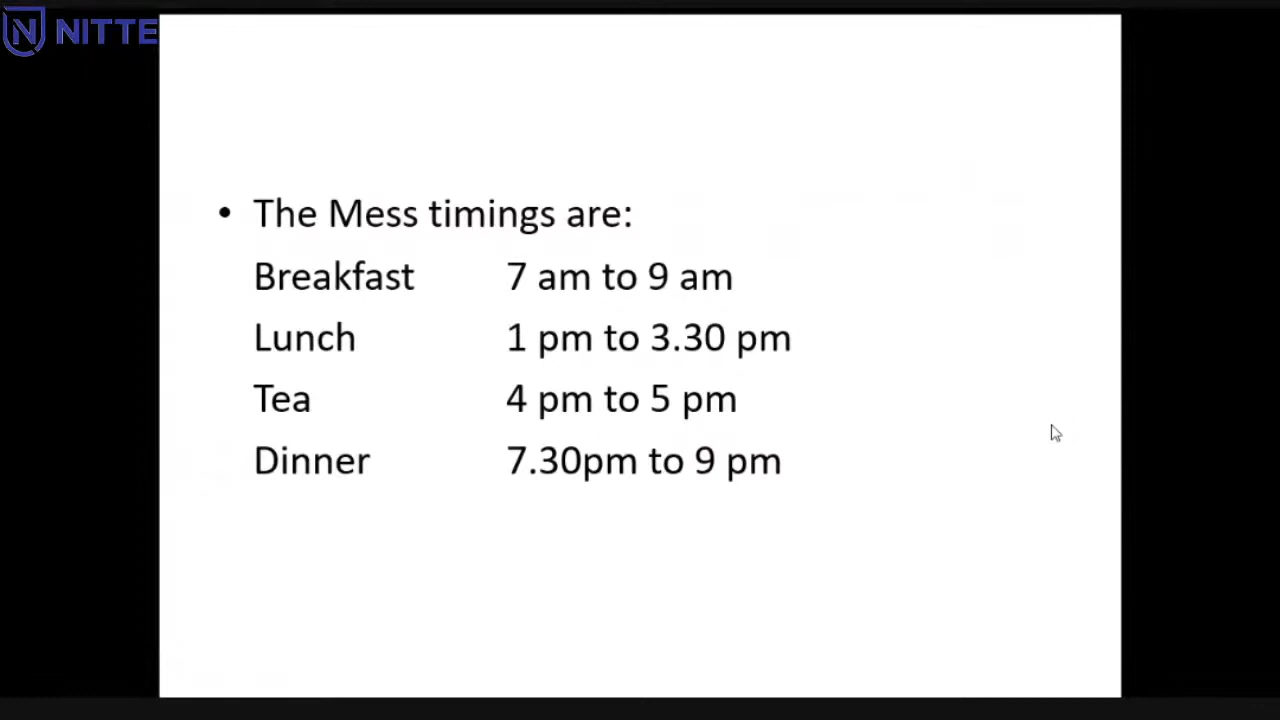 NITTE
• The Mess timings are:
Breakfast 7 am to 9 am
Lunch 1 pm to 3.30 pm
Tea 4 pm to 5 pm
Dinner 7.30pm to 9 pm